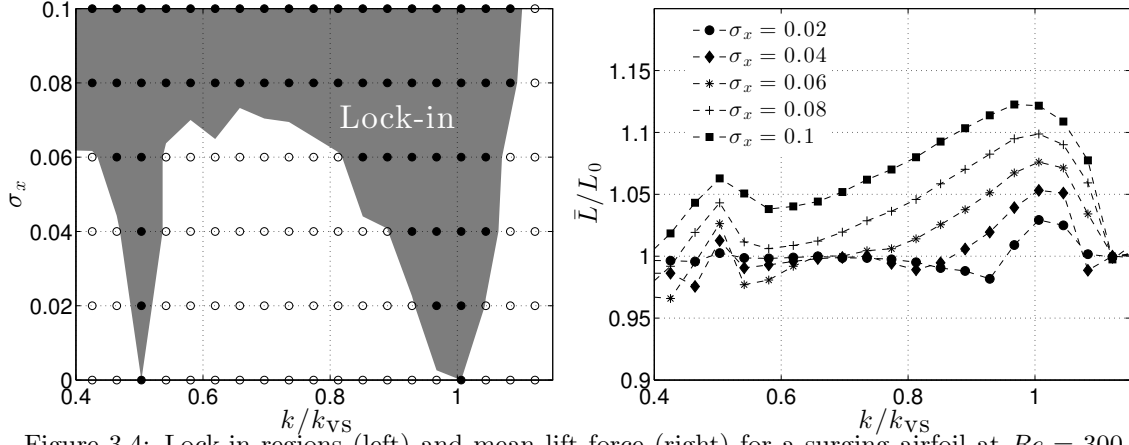 0.1
0.08
0.06
0.04
0.02
0
σx
0.4
0.6
0.8
1
k/kVS
Lock-in
1.15
1.10
1.05
1
0.95
0.9
L̄/L0
0.4
0.6
0.8
1
k/kVS
σx = 0.02
σx = 0.04
σx = 0.06
σx = 0.08
σx = 0.1
Figure 3.4: Lock-in regions (left) and mean lift force (right) for a surging airfoil at Re = 300